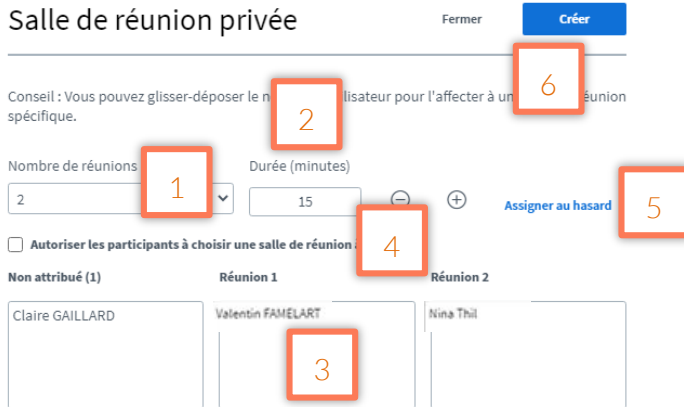 Salle de réunion privée Fermer Créer
6
Conseil : Vous pouvez glisser-déposer le n lisateur pour l'affecter à un éunion
spécifique.
2
Nombre de réunions Durée (minutes)
1
2 15 Assigner au hasard 5
Autoriser les participants à choisir une salle de réunion
4
Non attribué (1) Réunion 1 Réunion 2
Claire GAILLARD Valentin FAMELART Nina Thil
3